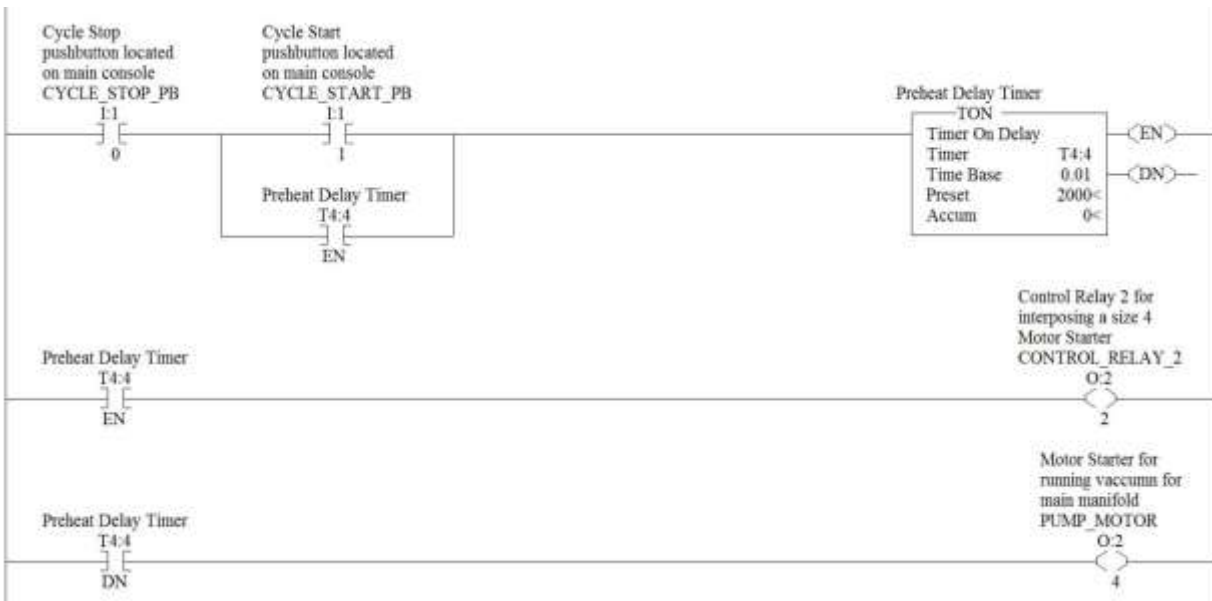 Cycle Stop
pushbutton located
on main console
CYCLE_STOP_PB
I:1
0
Cycle Start
pushbutton located
on main console
CYCLE_START_PB
I:1
1
Preheat Delay Timer
T4:4
EN
Preheat Delay Timer
TON
Timer On Delay
Timer T4:4
Time Base 0.01
Preset 2000<
Accum 0<
EN
DN
Preheat Delay Timer
T4:4
EN
Control Relay 2 for
interposing a size 4
Motor Starter
CONTROL_RELAY_2
O:2
2
Preheat Delay Timer
T4:4
DN
Motor Starter for
running vaccumn for
main manifold
PUMP_MOTOR
O:2
4